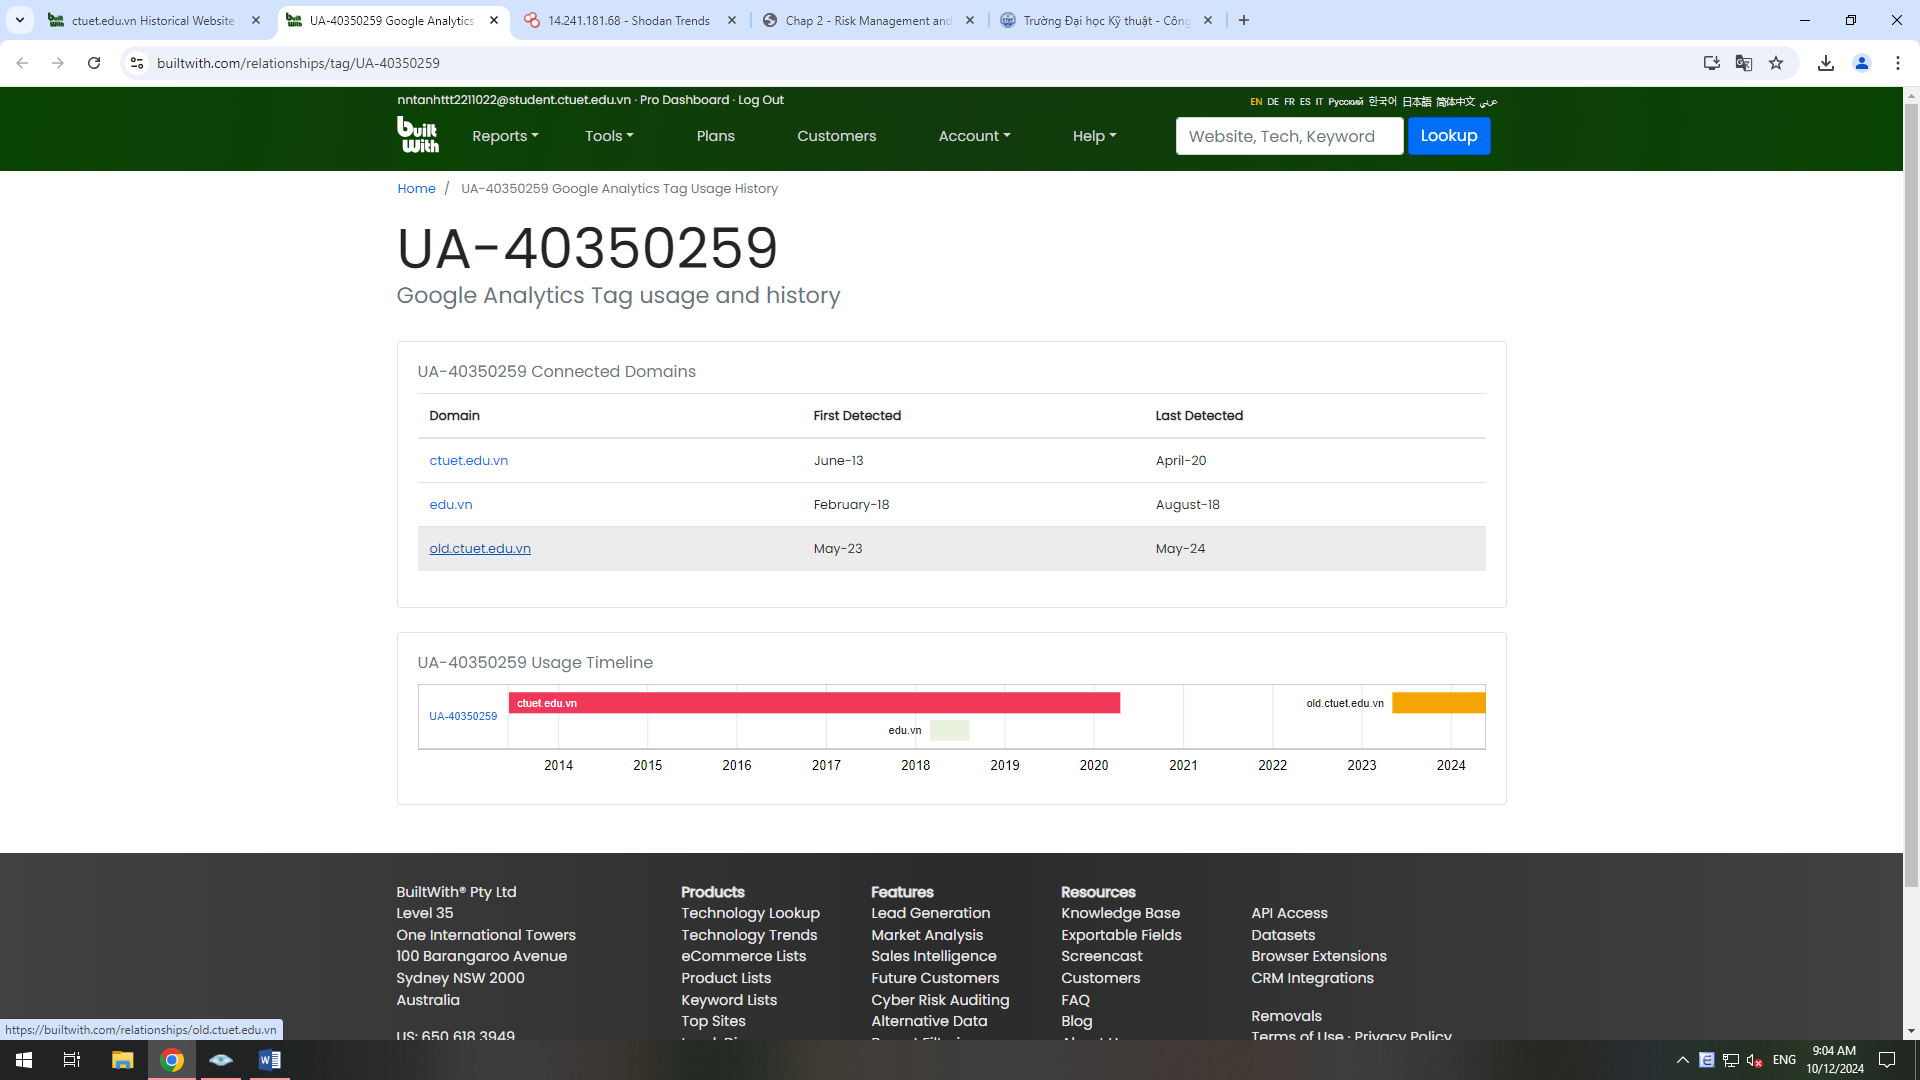 ctuet.edu.vn Historical Website
UA-40350259 Google Analytics
14.241.181.68 - Shodan Trends
Chap 2 - Risk Management and
Trường Đại học Kỹ thuật - Công
builtwith.com/relationships/tag/UA-40350259
nntanhttt2211022@student.ctuet.edu.vn · Pro Dashboard · Log Out
EN DE FR ES IT Русский 한국어 日本語 简体中文 عربي
Built With
Reports
Tools
Plans
Customers
Account
Help
Website, Tech, Keyword
Lookup
Home / UA-40350259 Google Analytics Tag Usage History
UA-40350259
Google Analytics Tag usage and history
UA-40350259 Connected Domains
Domain First Detected Last Detected
ctuet.edu.vn June-13 April-20
edu.vn February-18 August-18
old.ctuet.edu.vn May-23 May-24
UA-40350259 Usage Timeline
ctuet.edu.vn
old.ctuet.edu.vn
UA-40350259
edu.vn
2014 2015 2016 2017 2018 2019 2020 2021 2022 2023 2024
BuiltWith® Pty Ltd
Level 35
One International Towers
100 Barangaroo Avenue
Sydney NSW 2000
Australia
US: 650 618 3949
Products
Technology Lookup
Technology Trends
eCommerce Lists
Product Lists
Keyword Lists
Top Sites
Features
Lead Generation
Market Analysis
Sales Intelligence
Future Customers
Cyber Risk Auditing
Alternative Data
Resources
Knowledge Base
Exportable Fields
Screencast
Customers
FAQ
Blog
API Access
Datasets
Browser Extensions
CRM Integrations
Removals
Terms of Use · Privacy Policy
https://builtwith.com/relationships/old.ctuet.edu.vn
ENG
9:04 AM
10/12/2024